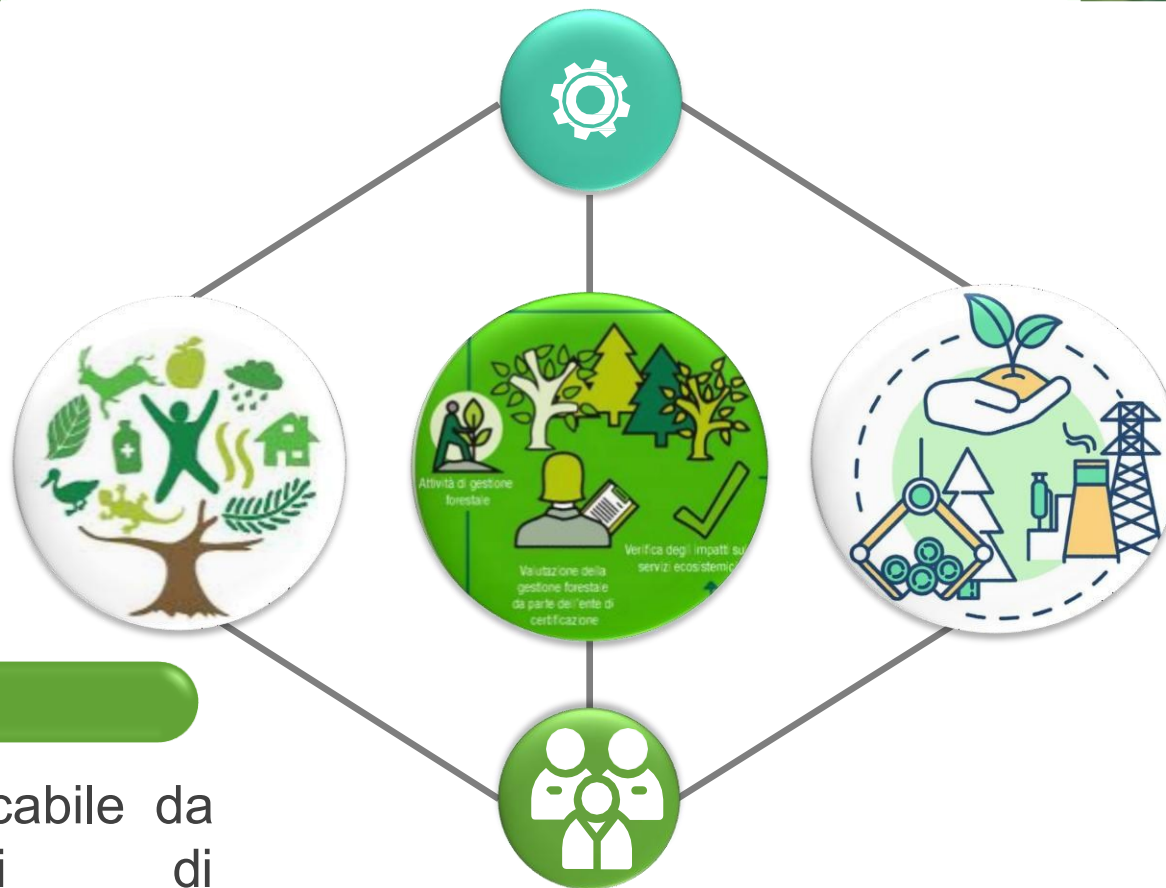 Attività di gestione
forestale
Valutazione della
gestione forestale
da parte dell'ente di
certificazione
Verifica degli impatti su
servizi ecosistemici
cabile da
i di